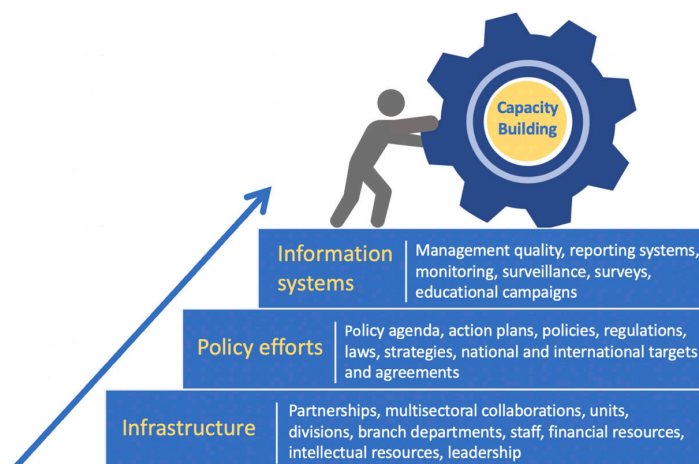 Capacity
Building
Information
systems
Management quality, reporting systems,
monitoring, surveillance, surveys,
educational campaigns
Policy efforts
Policy agenda, action plans, policies, regulations,
laws, strategies, national and international targets
and agreements
Infrastructure
Partnerships, multisectoral collaborations, units,
divisions, branch departments, staff, financial resources,
intellectual resources, leadership